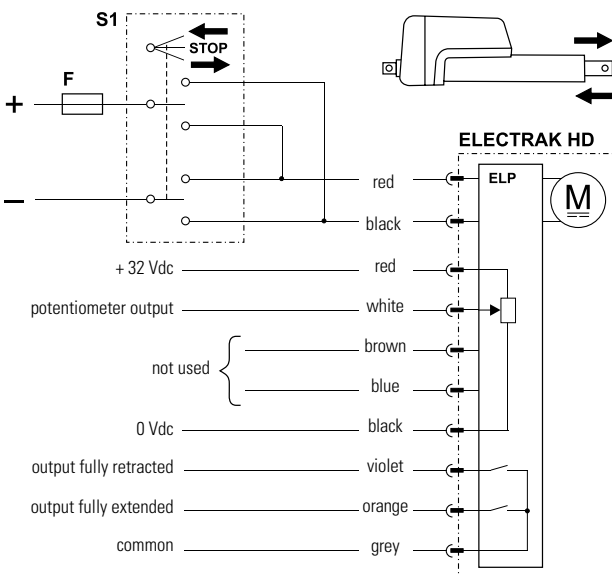 S1
STOP
F
+
–
ELECTRAK HD
ELP
M
red
black
+ 32 Vdc
red
potentiometer output
white
not used
brown
blue
0 Vdc
black
output fully retracted
violet
output fully extended
orange
common
grey